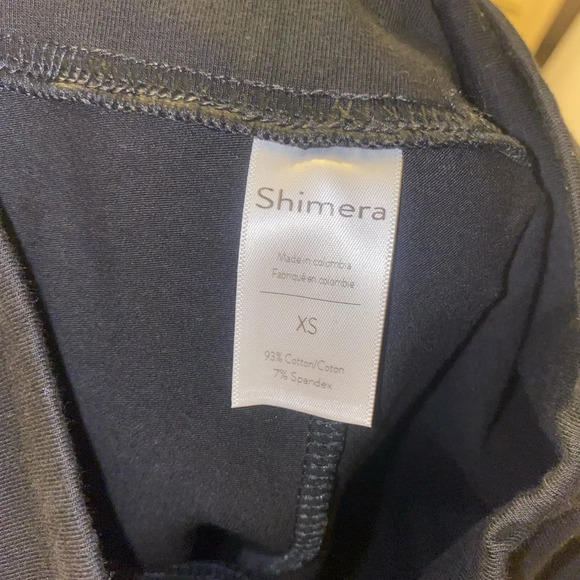 Shimera
Made in colombia
Fabriqué en colombie
XS
93% Cotton/Coton
7% Spandex